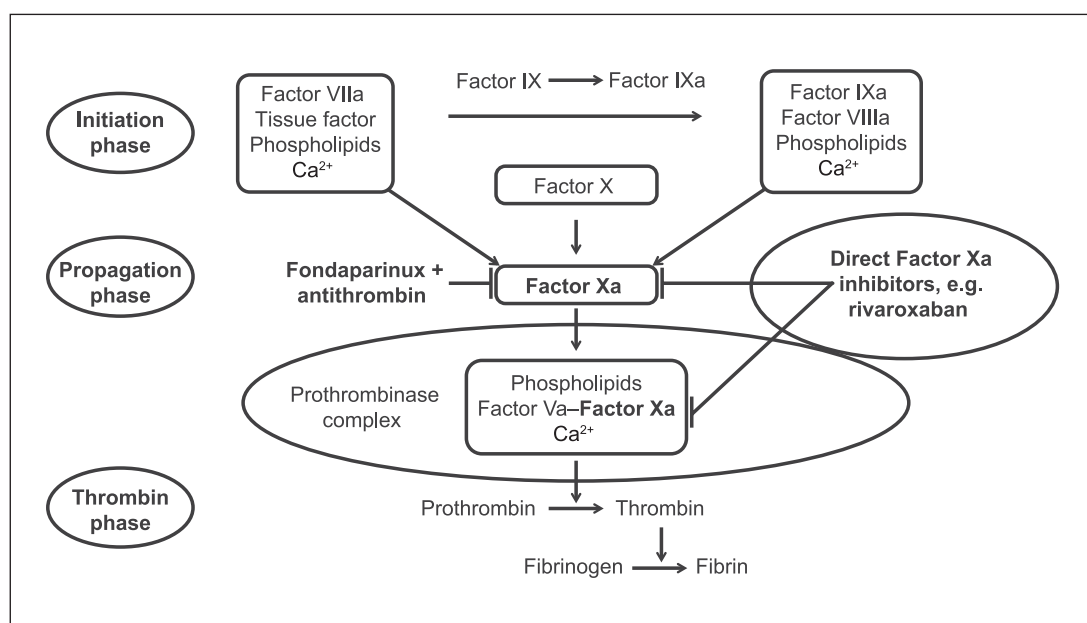 Initiation
phase
Factor VIIa
Tissue factor
Phospholipids
Ca²⁺
Factor IX
Factor IXa
Factor IXa
Factor VIIIa
Phospholipids
Ca²⁺
Factor X
Propagation
phase
Fondaparinux +
antithrombin
Factor Xa
Direct Factor Xa
inhibitors, e.g.
rivaroxaban
Prothrombinase
complex
Phospholipids
Factor Va–Factor Xa
Ca²⁺
Thrombin
phase
Prothrombin
Thrombin
Fibrinogen
Fibrin